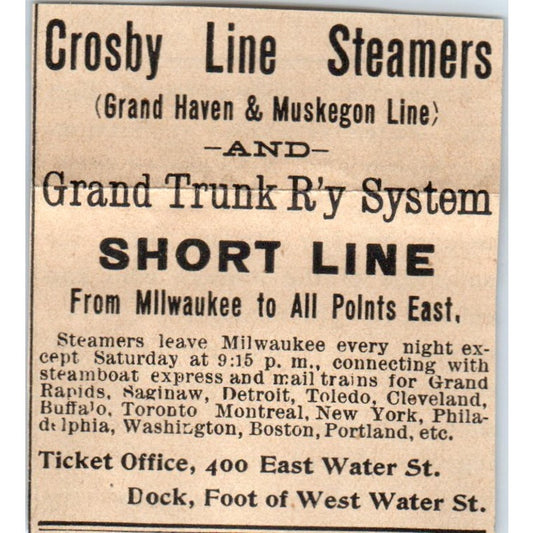 Crosby Line Steamers
(Grand Haven & Muskegon Line)
—AND—
Grand Trunk R'y System
SHORT LINE
From Milwaukee to All Points East.
Steamers leave Milwaukee every night ex-
cept Saturday at 9:15 p. m., connecting with
steamboat express and mail trains for Grand
Rapids, Saginaw, Detroit, Toledo, Cleveland,
Buffalo, Toronto Montreal, New York, Phila-
delphia, Washington, Boston, Portland, etc.
Ticket Office, 400 East Water St.
Dock, Foot of West Water St.